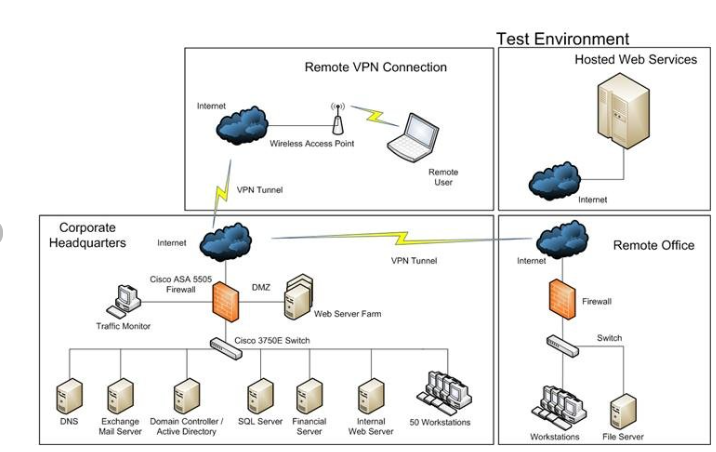 Test Environment
Remote VPN Connection
Internet
Wireless Access Point
Remote
User
VPN Tunnel
Hosted Web Services
Internet
Corporate
Headquarters
Internet
VPN Tunnel
Cisco ASA 5505
Firewall
DMZ
Traffic Monitor
Web Server Farm
Cisco 3750E Switch
DNS
Exchange
Mail Server
Domain Controller /
Active Directory
SQL Server
Financial
Server
Internal
Web Server
50 Workstations
Remote Office
Internet
Firewall
Switch
Workstations
File Server